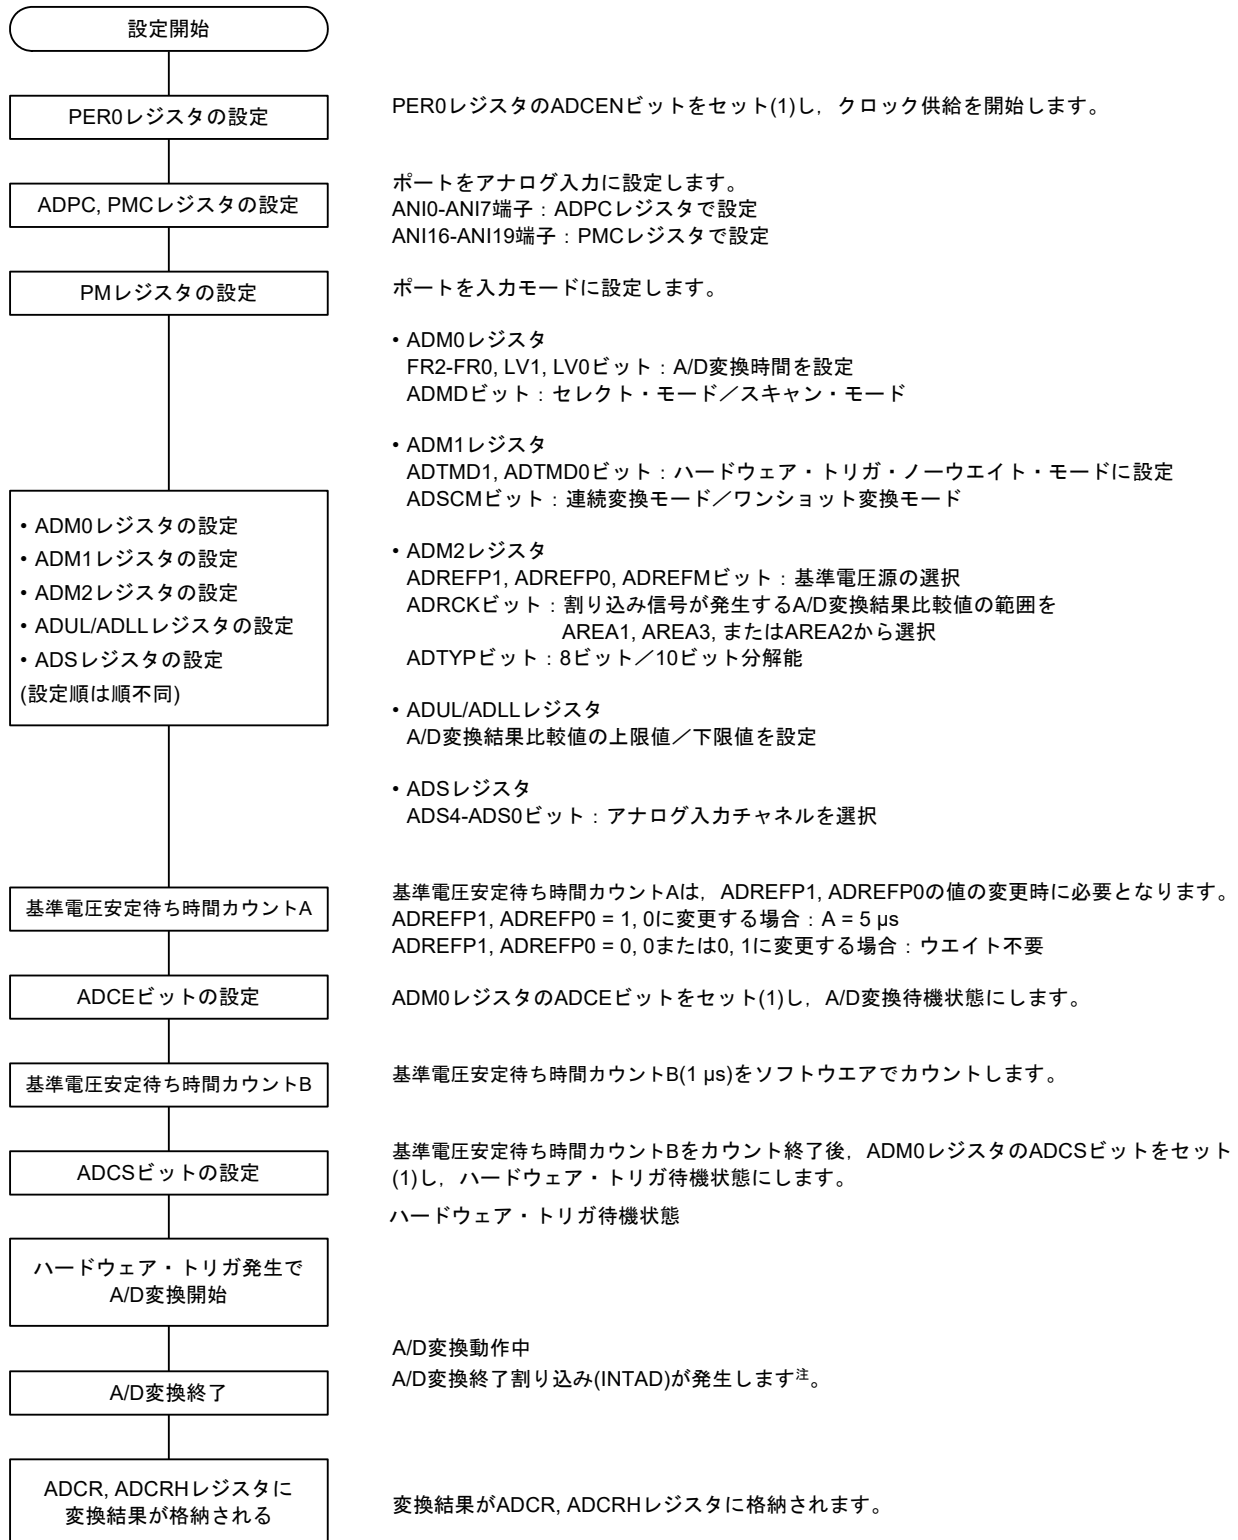 設定開始
PER0レジスタの設定
PER0レジスタのADCENビットをセット(1)し，クロック供給を開始します。
ADPC, PMCレジスタの設定
ポートをアナログ入力に設定します。
ANI0-ANI7端子：ADPCレジスタで設定
ANI16-ANI19端子：PMCレジスタで設定
PMレジスタの設定
ポートを入力モードに設定します。
• ADM0レジスタの設定
• ADM1レジスタの設定
• ADM2レジスタの設定
• ADUL/ADLLレジスタの設定
• ADSレジスタの設定
(設定順は順不同)
• ADM0レジスタ
FR2-FR0, LV1, LV0ビット：A/D変換時間を設定
ADMDビット：セレクト・モード／スキャン・モード
• ADM1レジスタ
ADTMD1, ADTMD0ビット：ハードウェア・トリガ・ノーウエイト・モードに設定
ADSCMビット：連続変換モード／ワンショット変換モード
• ADM2レジスタ
ADREFP1, ADREFP0, ADREFMビット：基準電圧源の選択
ADRCKビット：割り込み信号が発生するA/D変換結果比較値の範囲を
AREA1, AREA3, またはAREA2から選択
ADTYPビット：8ビット／10ビット分解能
• ADUL/ADLLレジスタ
A/D変換結果比較値の上限値／下限値を設定
• ADSレジスタ
ADS4-ADS0ビット：アナログ入力チャネルを選択
基準電圧安定待ち時間カウントA
基準電圧安定待ち時間カウントAは，ADREFP1, ADREFP0の値の変更時に必要となります。
ADREFP1, ADREFP0 = 1, 0に変更する場合：A = 5 μs
ADREFP1, ADREFP0 = 0, 0または0, 1に変更する場合：ウエイト不要
ADCEビットの設定
ADM0レジスタのADCEビットをセット(1)し，A/D変換待機状態にします。
基準電圧安定待ち時間カウントB
基準電圧安定待ち時間カウントB(1 μs)をソフトウエアでカウントします。
ADCSビットの設定
基準電圧安定待ち時間カウントBをカウント終了後，ADM0レジスタのADCSビットをセット
(1)し，ハードウェア・トリガ待機状態にします。
ハードウェア・トリガ待機状態
ハードウェア・トリガ発生で
A/D変換開始
A/D変換動作中
A/D変換終了
A/D変換終了割り込み(INTAD)が発生します注。
ADCR, ADCRHレジスタに
変換結果が格納される
変換結果がADCR, ADCRHレジスタに格納されます。